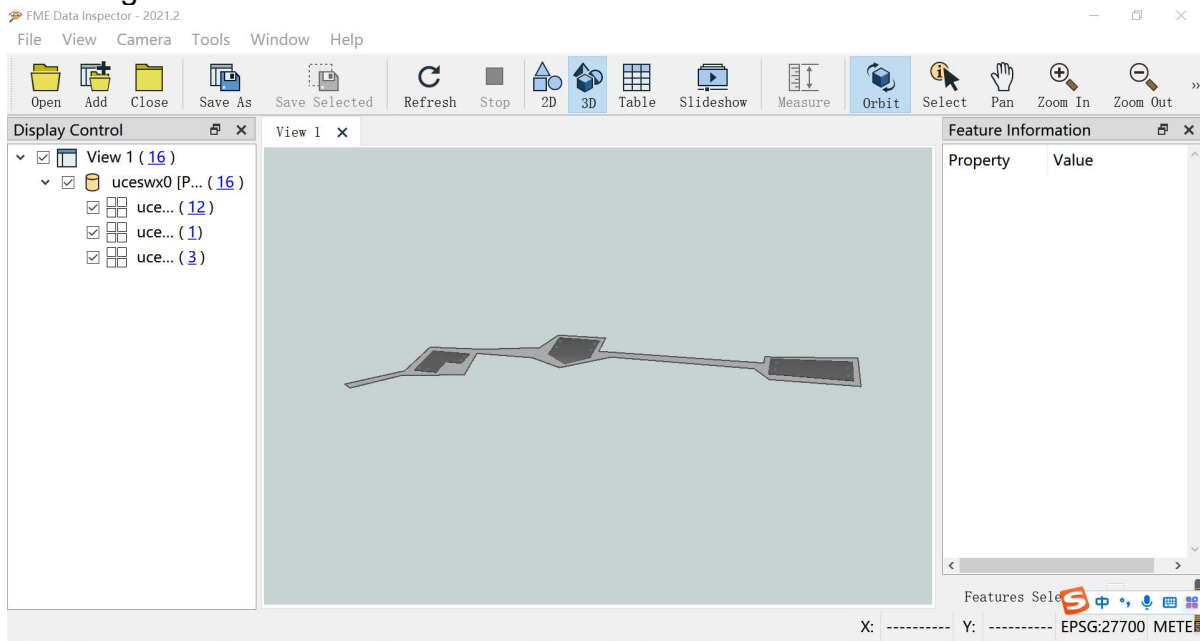 FME Data Inspector - 2021.2
File View Camera Tools Window Help
Open Add Close Save As Save Selected Refresh Stop 2D 3D Table Slideshow Measure Orbit Select Pan Zoom In Zoom Out »
Display Control
View 1
Feature Information
View 1 ( 16 )
Property Value
uceswx0 [P... ( 16 )
uce... ( 12 )
uce... ( 1)
uce... ( 3 )
Features Sele
中
X: ---------- Y: ---------- EPSG:27700 METE